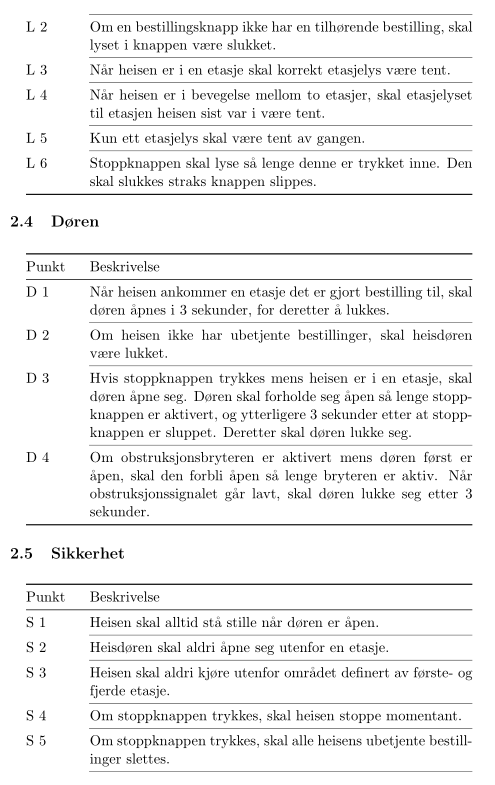 L 2 Om en bestillingsknapp ikke har en tilhørende bestilling, skal
lyset i knappen være slukket.
L 3 Når heisen er i en etasje skal korrekt etasjelys være tent.
L 4 Når heisen er i bevegelse mellom to etasjer, skal etasjelyset
til etasjen heisen sist var i være tent.
L 5 Kun ett etasjelys skal være tent av gangen.
L 6 Stoppknappen skal lyse så lenge denne er trykket inne. Den
skal slukkes straks knappen slippes.
2.4 Døren
Punkt Beskrivelse
D 1 Når heisen ankommer en etasje det er gjort bestilling til, skal
døren åpnes i 3 sekunder, for deretter å lukkes.
D 2 Om heisen ikke har ubetjente bestillinger, skal heisdøren
være lukket.
D 3 Hvis stoppknappen trykkes mens heisen er i en etasje, skal
døren åpne seg. Døren skal forholde seg åpen så lenge stopp-
knappen er aktivert, og ytterligere 3 sekunder etter at stopp-
knappen er sluppet. Deretter skal døren lukke seg.
D 4 Om obstruksjonsbryteren er aktivert mens døren først er
åpen, skal den forbli åpen så lenge bryteren er aktiv. Når
obstruksjonssignalet går lavt, skal døren lukke seg etter 3
sekunder.
2.5 Sikkerhet
Punkt Beskrivelse
S 1 Heisen skal alltid stå stille når døren er åpen.
S 2 Heisdøren skal aldri åpne seg utenfor en etasje.
S 3 Heisen skal aldri kjøre utenfor området definert av første- og
fjerde etasje.
S 4 Om stoppknappen trykkes, skal heisen stoppe momentant.
S 5 Om stoppknappen trykkes, skal alle heisens ubetjente bestill-
inger slettes.